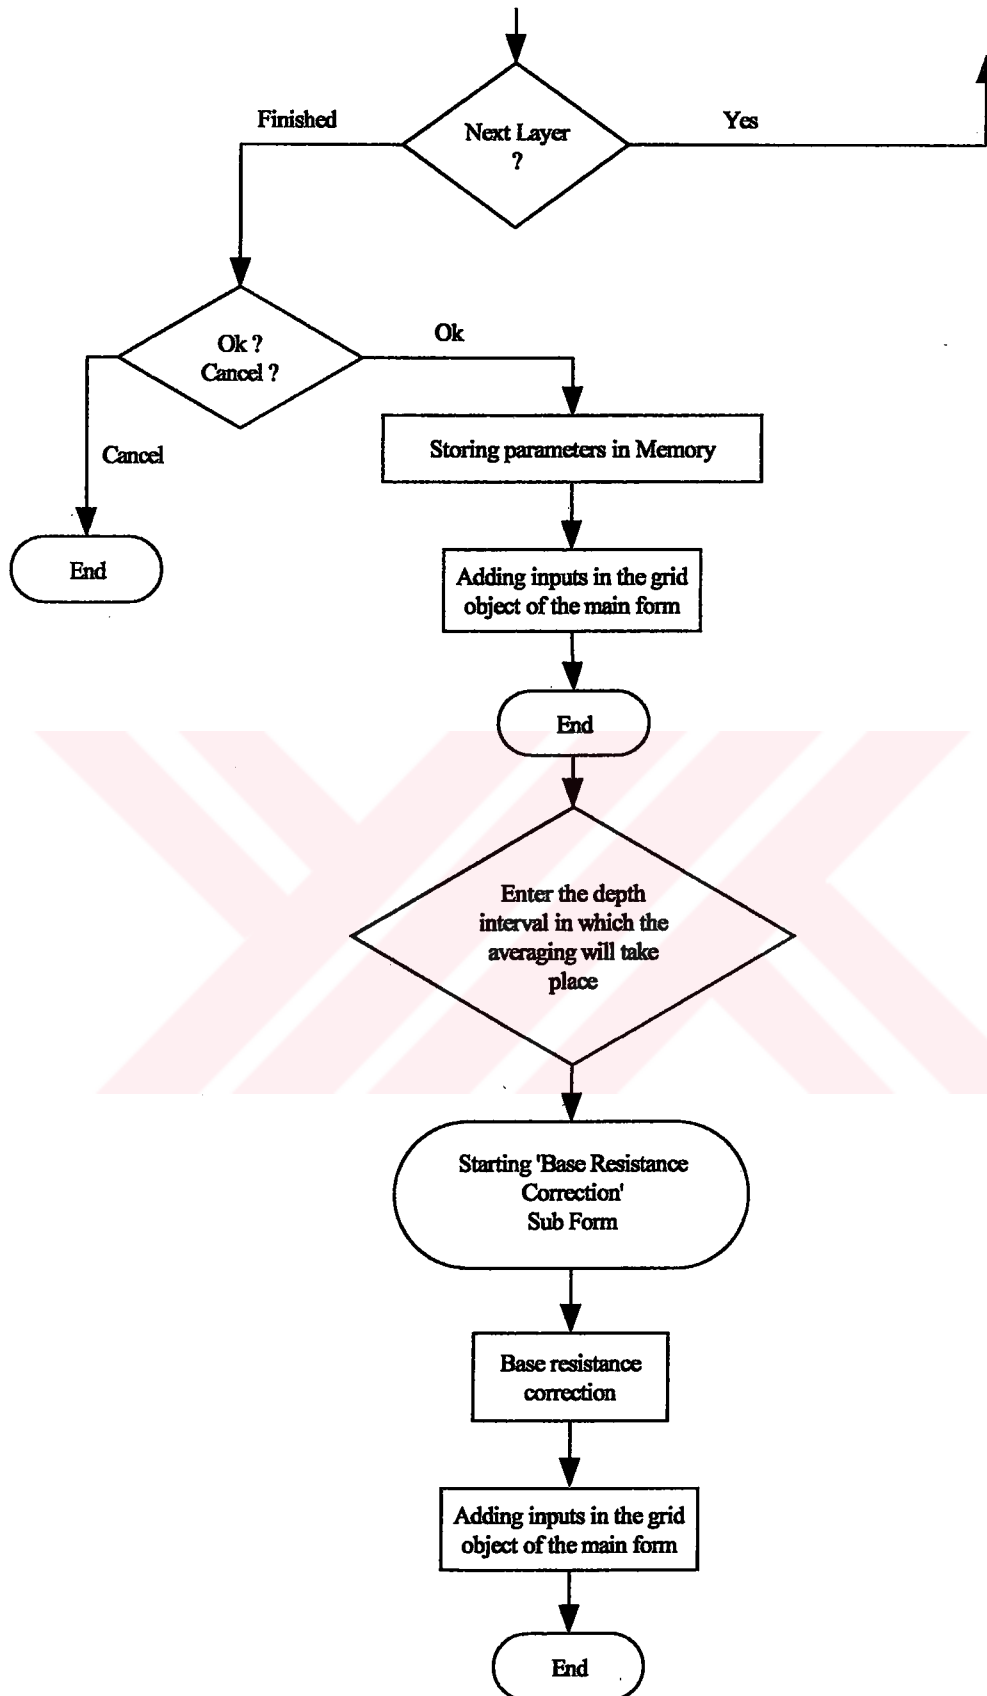 Finished
Next Layer
?
Yes
Ok ?
Cancel ?
Ok
Cancel
Storing parameters in Memory
End
Adding inputs in the grid
object of the main form
End
Enter the depth
interval in which the
averaging will take
place
Starting 'Base Resistance
Correction'
Sub Form
Base resistance
correction
Adding inputs in the grid
object of the main form
End